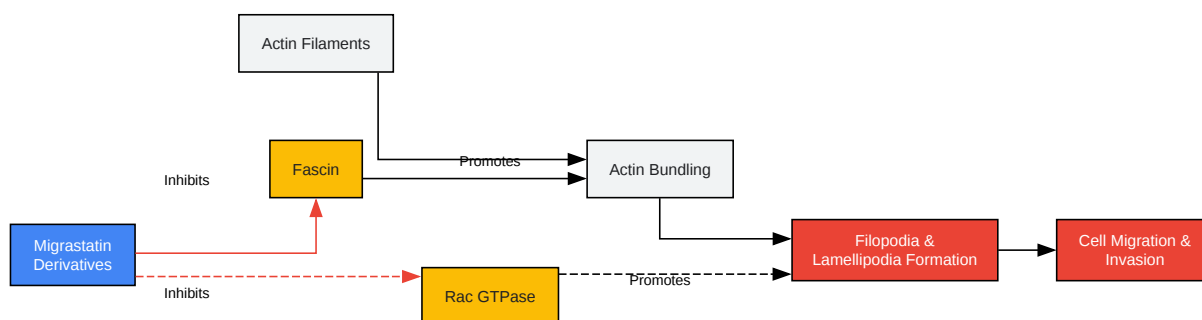 Actin Filaments
Promotes
Fascin
Actin Bundling
Inhibits
Migrastatin
Derivatives
Filopodia &
Lamellipodia Formation
Cell Migration &
Invasion
Inhibits
Rac GTPase
Promotes